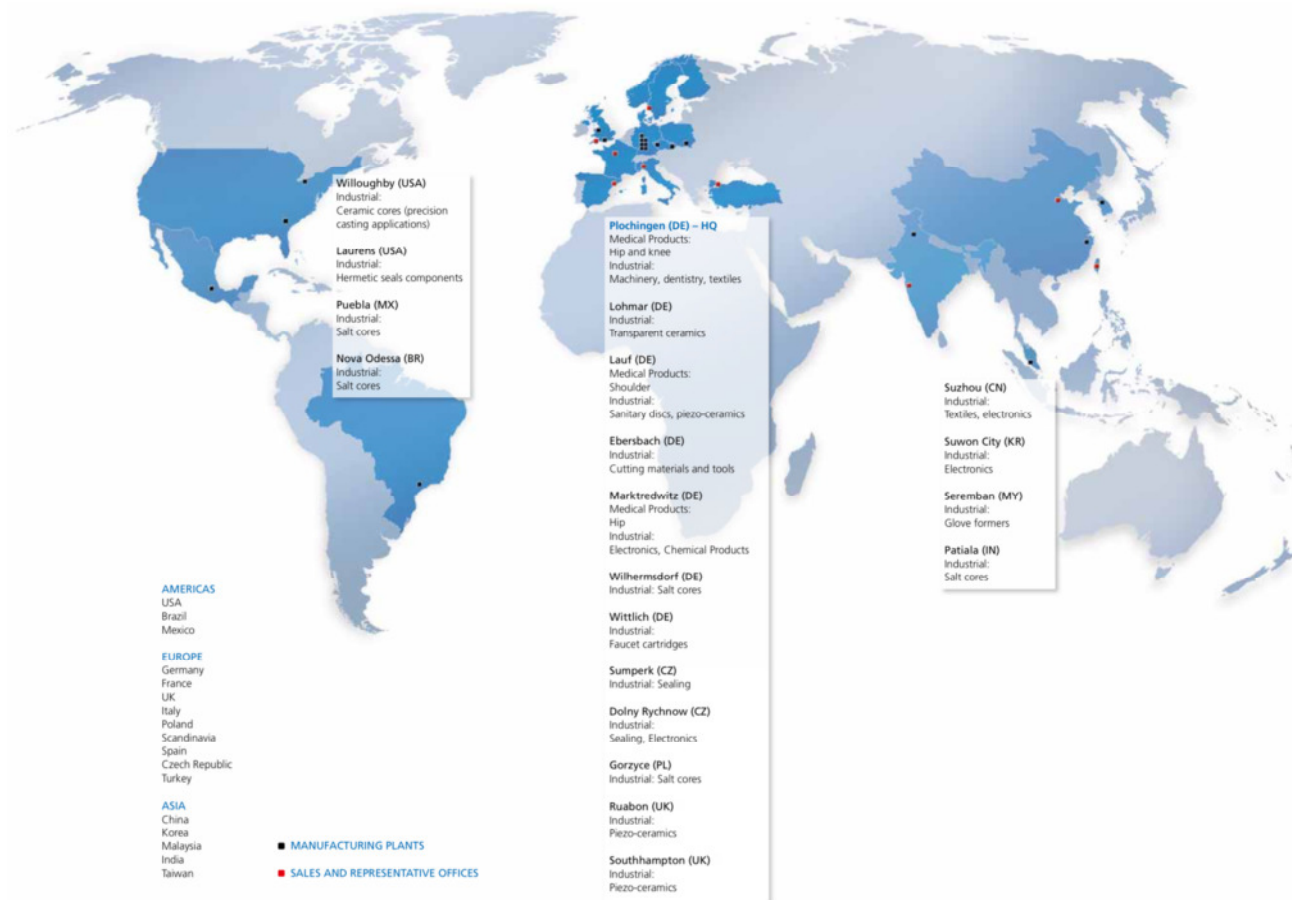 Willoughby (USA)
Industrial:
Ceramic cores (precision
casting applications)
Laurens (USA)
Industrial:
Hermetic seals components
Puebla (MX)
Industrial:
Salt cores
Nova Odessa (BR)
Industrial:
Salt cores
Plochingen (DE) – HQ
Medical Products:
Hip and knee
Industrial:
Machinery, dentistry, textiles
Lohmar (DE)
Industrial:
Transparent ceramics
Lauf (DE)
Medical Products:
Shoulder
Industrial:
Sanitary discs, piezo-ceramics
Ebersbach (DE)
Industrial:
Cutting materials and tools
Marktredwitz (DE)
Medical Products:
Hip
Industrial:
Electronics, Chemical Products
Wilhermsdorf (DE)
Industrial: Salt cores
Wittlich (DE)
Industrial:
Faucet cartridges
Sumperk (CZ)
Industrial: Sealing
Dolny Rychnow (CZ)
Industrial:
Sealing, Electronics
Gorzyce (PL)
Industrial: Salt cores
Ruabon (UK)
Industrial:
Piezo-ceramics
Southhampton (UK)
Industrial:
Piezo-ceramics
Suzhou (CN)
Industrial:
Textiles, electronics
Suwon City (KR)
Industrial:
Electronics
Seremban (MY)
Industrial:
Glove formers
Patiala (IN)
Industrial:
Salt cores
AMERICAS
USA
Brazil
Mexico
EUROPE
Germany
France
UK
Italy
Poland
Scandinavia
Spain
Czech Republic
Turkey
ASIA
China
Korea
Malaysia
India
Taiwan
MANUFACTURING PLANTS
SALES AND REPRESENTATIVE OFFICES